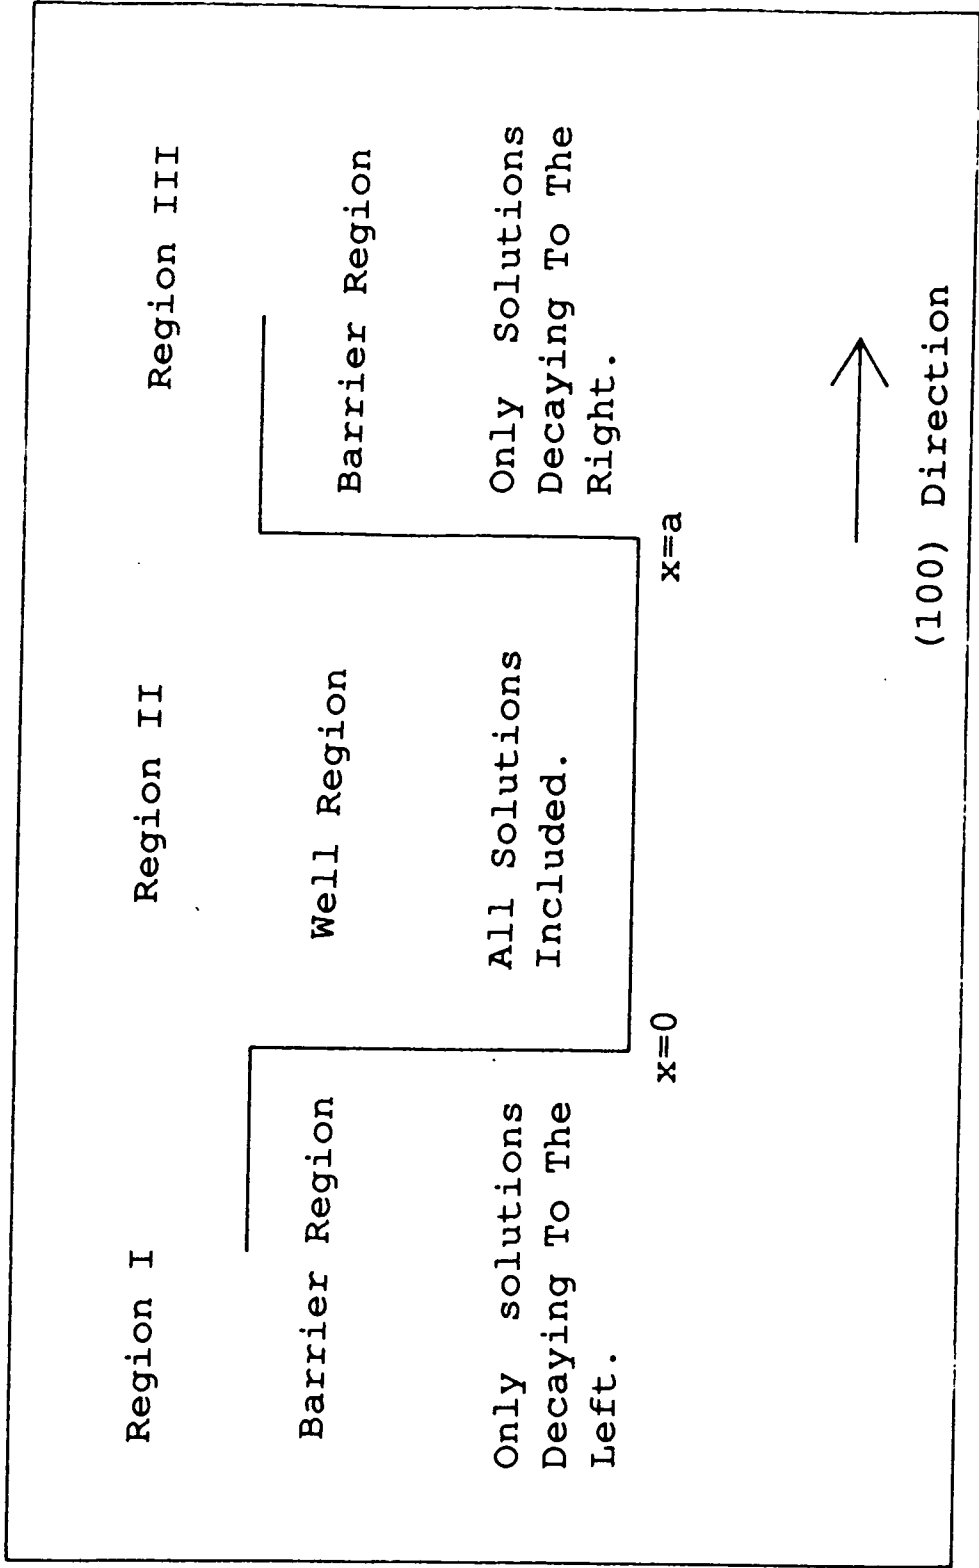 Region I
Region II
Region III
Barrier Region
Well Region
Barrier Region
Only solutions
Decaying To The
Left.
All Solutions
Included.
Only Solutions
Decaying To The
Right.
x=0
x=a
(100) Direction